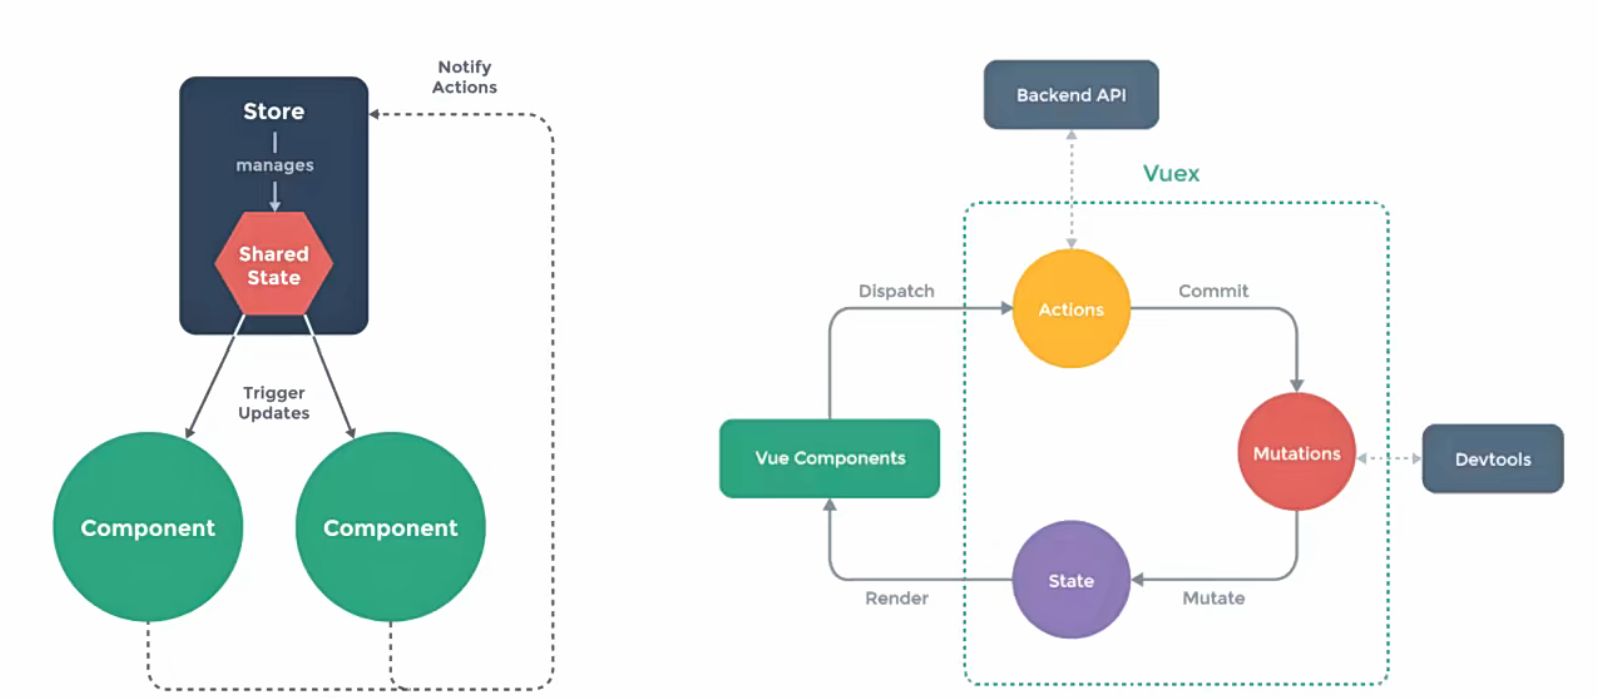 Notify
Actions
Store
manages
Shared
State
Trigger
Updates
Component
Component
Backend API
Vuex
Dispatch
Actions
Commit
Vue Components
Mutations
Devtools
State
Render
Mutate